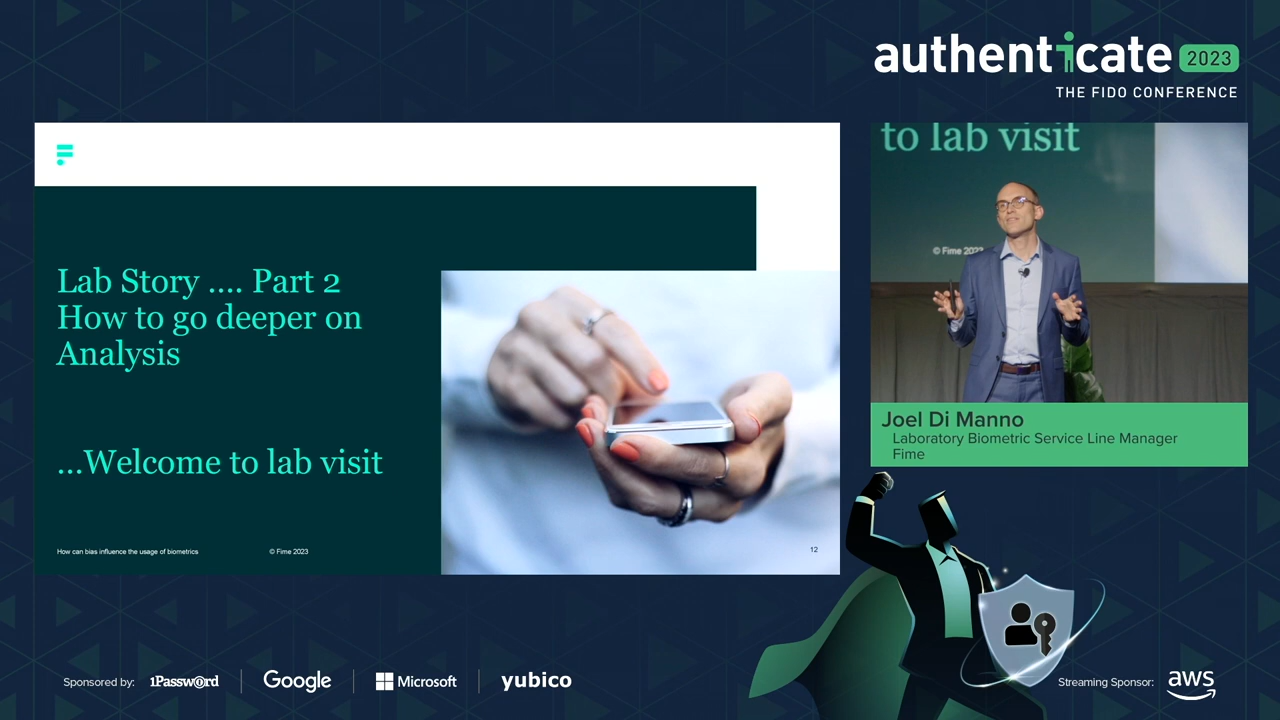 authenticate 2023
THE FIDO CONFERENCE
Lab Story .... Part 2
How to go deeper on
Analysis
...Welcome to lab visit
How can bias influence the usage of biometrics
© Fime 2023
12
to lab visit
© Fime 2023
Joel Di Manno
Laboratory Biometric Service Line Manager
Fime
Sponsored by:
1Password
Google
Microsoft
yubico
Streaming Sponsor:
aws